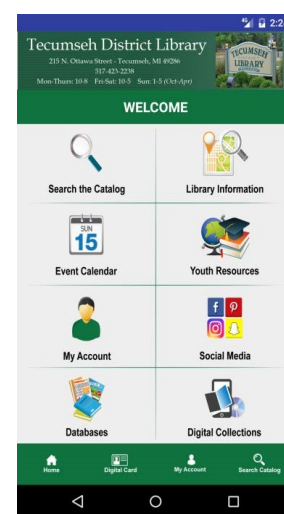 2:2
Tecumseh District Library
215 N. Ottawa Street - Tecumseh, MI 49286
517-423-2238
Mon-Thurs: 10-8 Fri-Sat: 10-5 Sun: 1-5 (Oct-Apr)
TECUMSEH
LIBRARY
WELCOME
Search the Catalog
Library Information
SUN
15
Event Calendar
Youth Resources
My Account
Social Media
Databases
Digital Collections
Home
Digital Card
My Account
Search Catalog